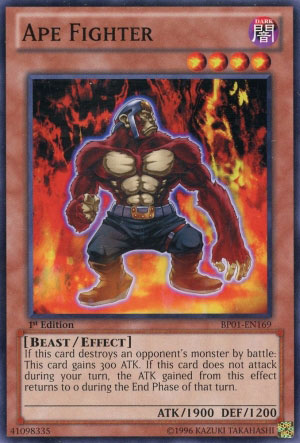 APE FIGHTER
DARK
闇
1st Edition
BP01-EN169
[BEAST / EFFECT]
If this card destroys an opponent's monster by battle:
This card gains 300 ATK. If this card does not attack
during your turn, the ATK gained from this effect
returns to 0 during the End Phase of that turn.
ATK/1900 DEF/1200
41098335
©1996 KAZUKI TAKAHASHI